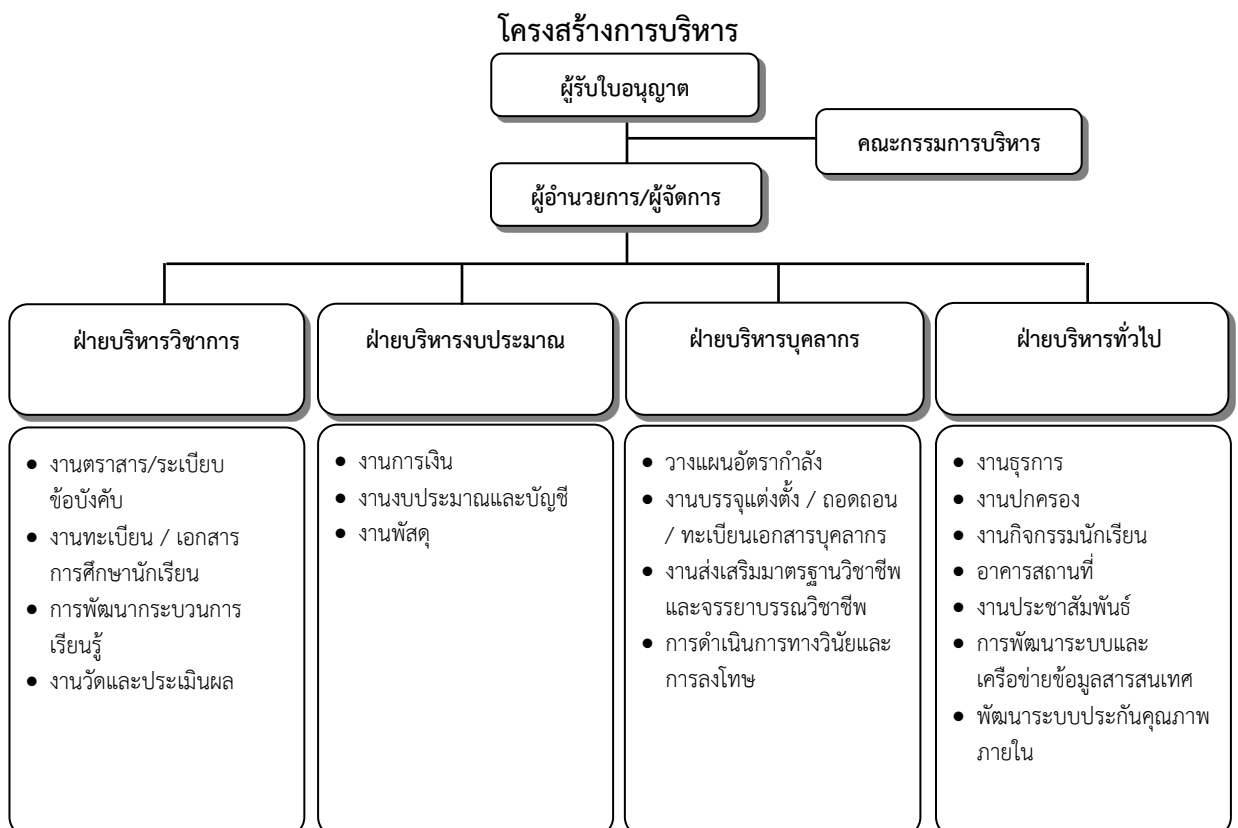 โครงสร้างการบริหาร
ผู้รับใบอนุญาต
คณะกรรมการบริหาร
ผู้อำนวยการ/ผู้จัดการ
ฝ่ายบริหารวิชาการ
● งานตราสาร/ระเบียบ
ข้อบังคับ
● งานทะเบียน / เอกสาร
การศึกษานักเรียน
● การพัฒนากระบวนการ
เรียนรู้
● งานวัดและประเมินผล
ฝ่ายบริหารงบประมาณ
● งานการเงิน
● งานงบประมาณและบัญชี
● งานพัสดุ
ฝ่ายบริหารบุคลากร
● วางแผนอัตรากำลัง
● งานบรรจุแต่งตั้ง / ถอดถอน
/ ทะเบียนเอกสารบุคลากร
● งานส่งเสริมมาตรฐานวิชาชีพ
และจรรยาบรรณวิชาชีพ
● การดำเนินการทางวินัยและ
การลงโทษ
ฝ่ายบริหารทั่วไป
● งานธุรการ
● งานปกครอง
● งานกิจกรรมนักเรียน
● อาคารสถานที่
● งานประชาสัมพันธ์
● การพัฒนาระบบและ
เครือข่ายข้อมูลสารสนเทศ
● พัฒนาระบบประกันคุณภาพ
ภายใน